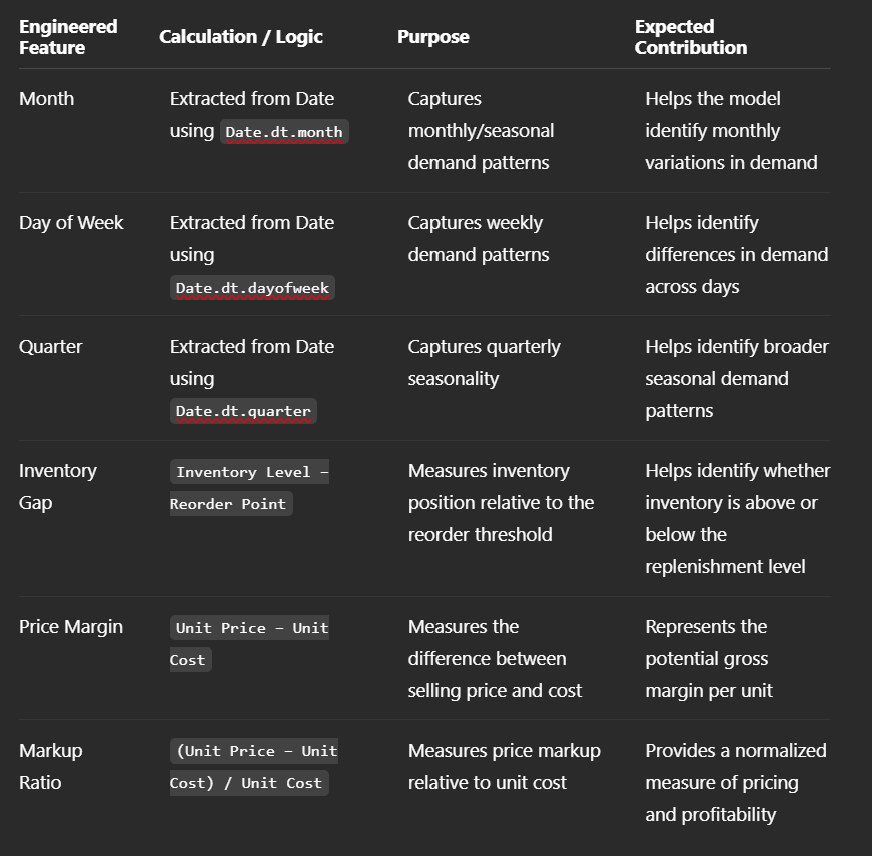 Engineered Feature
Calculation / Logic
Purpose
Expected Contribution
Month
Extracted from Date
using Date.dt.month
Captures
monthly/seasonal
demand patterns
Helps the model
identify monthly
variations in demand
Day of Week
Extracted from Date
using
Date.dt.dayofweek
Captures weekly
demand patterns
Helps identify
differences in demand
across days
Quarter
Extracted from Date
using
Date.dt.quarter
Captures quarterly
seasonality
Helps identify broader
seasonal demand
patterns
Inventory
Gap
Inventory Level –
Reorder Point
Measures inventory
position relative to the
reorder threshold
Helps identify whether
inventory is above or
below the
replenishment level
Price Margin
Unit Price – Unit
Cost
Measures the
difference between
selling price and cost
Represents the
potential gross
margin per unit
Markup
Ratio
(Unit Price – Unit
Cost) / Unit Cost
Measures price markup
relative to unit cost
Provides a normalized
measure of pricing
and profitability